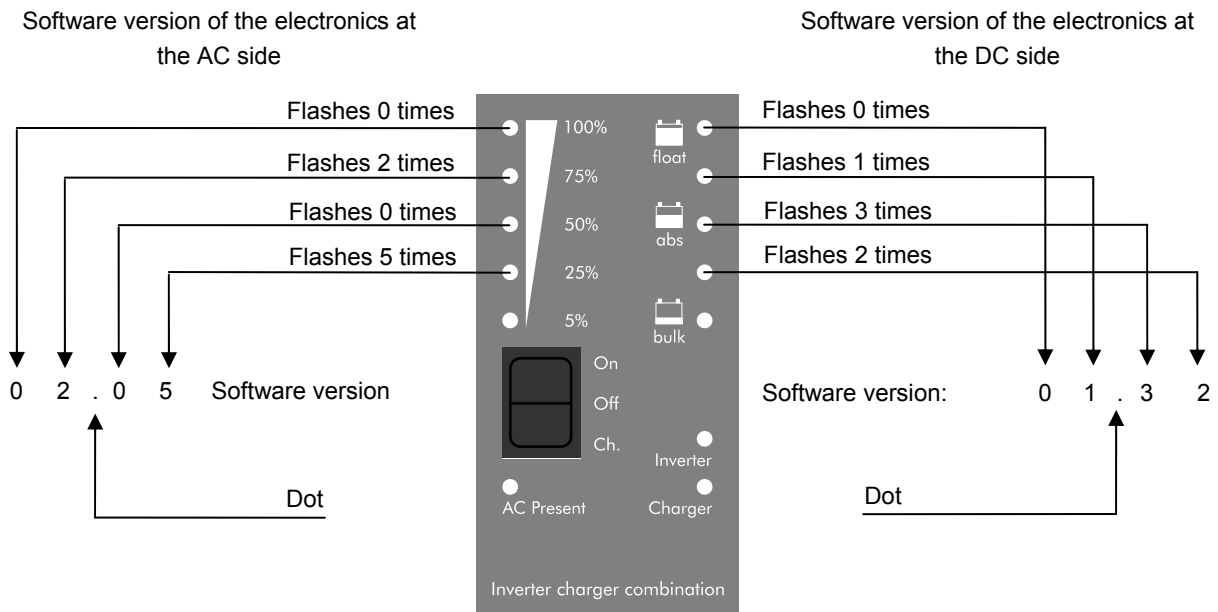 Software version of the electronics at
the AC side
Software version of the electronics at
the DC side
Flashes 0 times
Flashes 2 times
Flashes 0 times
Flashes 5 times
0 2 . 0 5 Software version
Dot
100%
75%
50%
25%
5%
float
abs
bulk
On
Off
Ch.
Inverter
AC Present
Charger
Inverter charger combination
Flashes 0 times
Flashes 1 times
Flashes 3 times
Flashes 2 times
Software version: 0 1 . 3 2
Dot